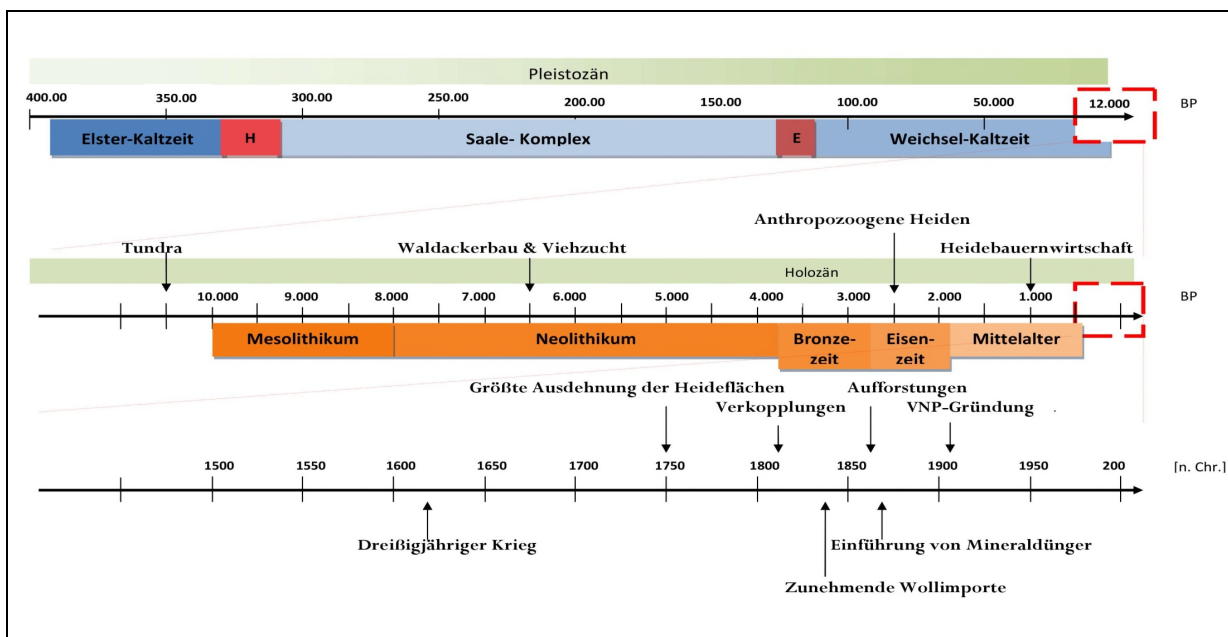 Pleistozän
400.00 350.00 300.00 250.00 200.00 150.00 100.00 50.000 12.000 BP
Elster-Kaltzeit H Saale- Komplex E Weichsel-Kaltzeit
Anthropozoogene Heiden
Tundra Waldackerbau & Viehzucht Heidebauernwirtschaft
Holozän
10.000 9.000 8.000 7.000 6.000 5.000 4.000 3.000 2.000 1.000 BP
Mesolithikum Neolithikum Bronze- Eisen- Mittelalter
zeit zeit
Größte Ausdehnung der Heideflächen Aufforstungen
Verkopplungen VNP-Gründung .
1500 1550 1600 1650 1700 1750 1800 1850 1900 1950 200 [n. Chr.]
Dreißigjähriger Krieg Einführung von Mineraldünger
Zunehmende Wollimporte